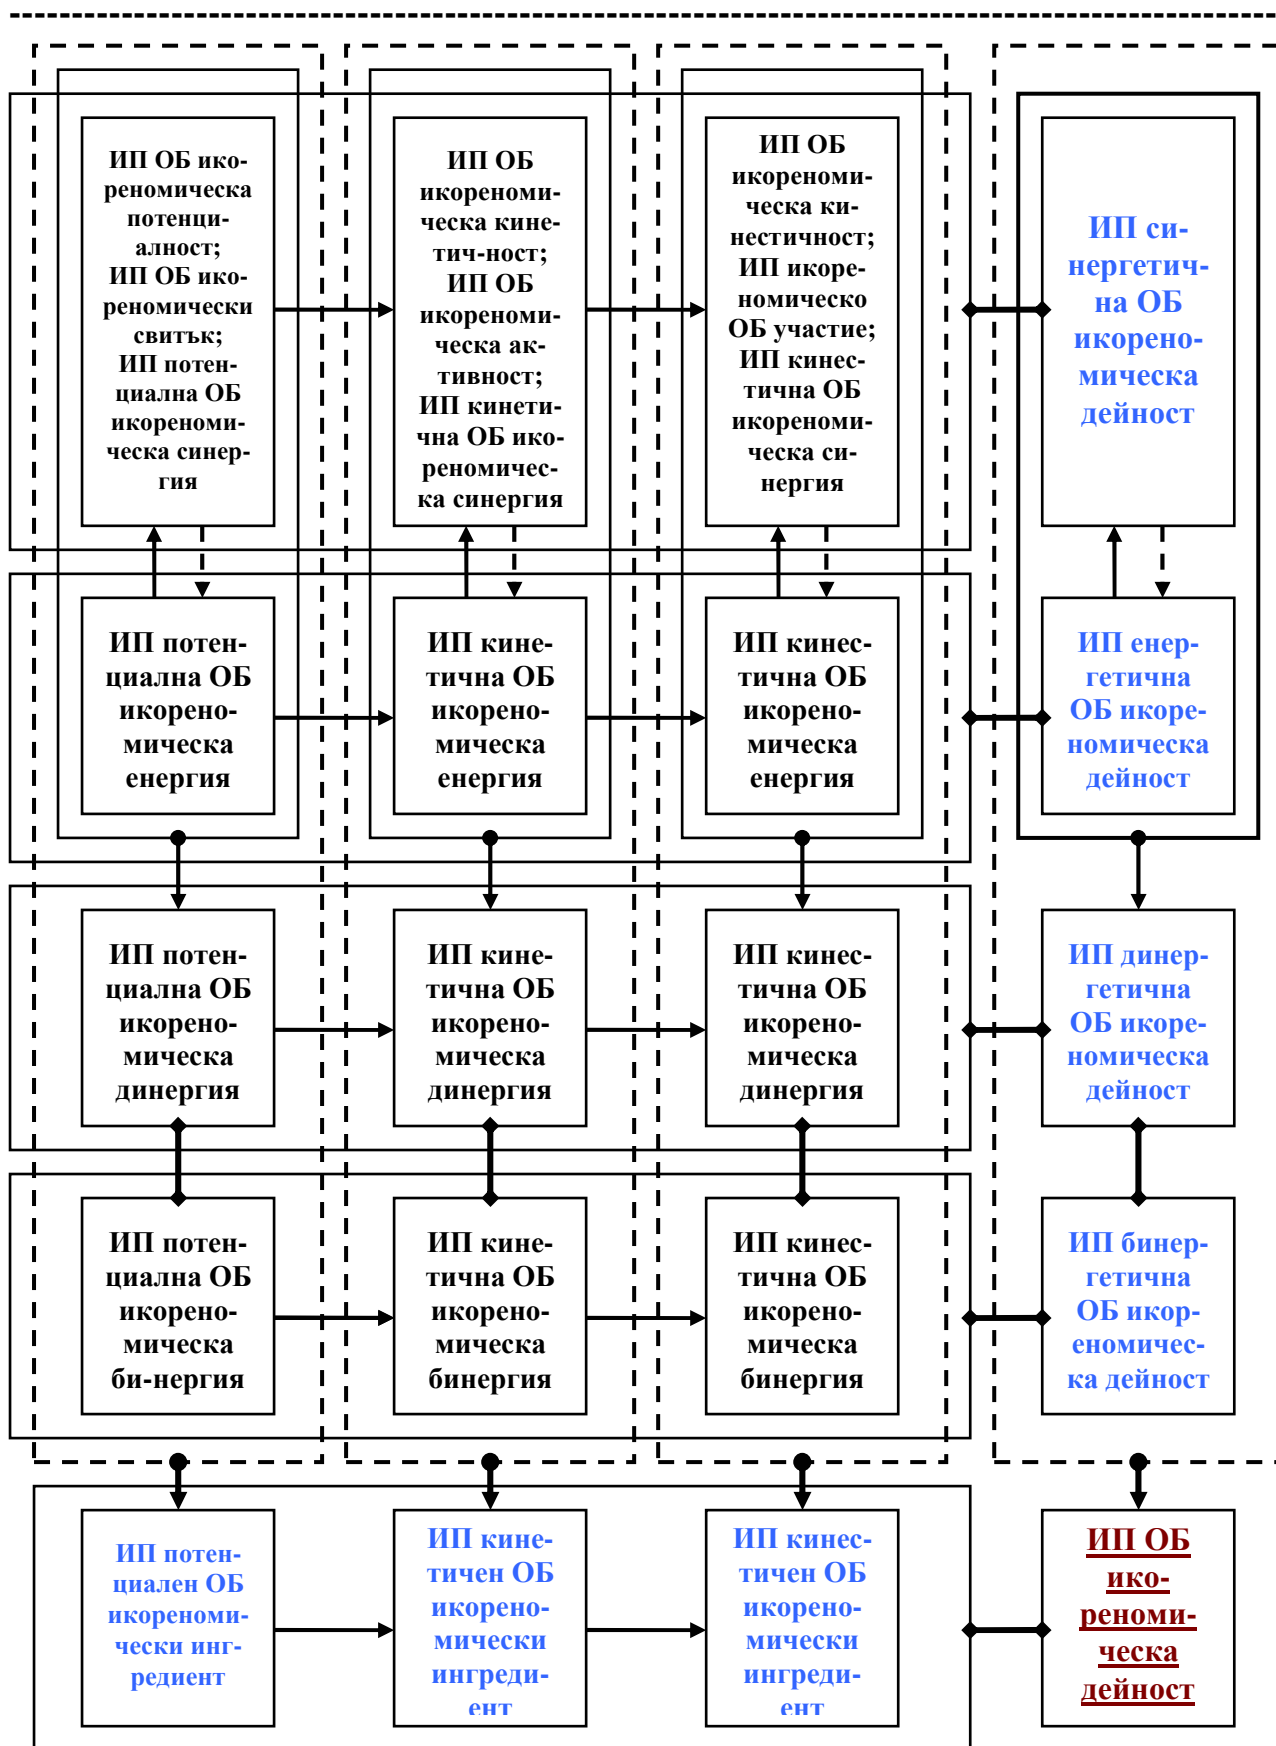 ИП ОБ ико-
реномическа
потенци-
алност;
ИП ОБ ико-
реномически
свитък;
ИП потен-
циална ОБ
икореноми-
ческа синер-
гия
ИП ОБ
икореноми-
ческа кине-
тич-ност;
ИП ОБ
икореноми-
ческа ак-
тивност;
ИП кинети-
чна ОБ ико-
реномичес-
ка синергия
ИП ОБ
икореноми-
ческа ки-
нестичност;
ИП икоре-
номическо
ОБ участие;
ИП кинес-
тична ОБ
икореноми-
ческа си-
нергия
ИП си-
нергетич-
на ОБ
икорено-
мическа
дейност
ИП потен-
циална ОБ
икорено-
мическа
енергия
ИП кине-
тична ОБ
икорено-
мическа
енергия
ИП кинес-
тична ОБ
икорено-
мическа
енергия
ИП енер-
гетична
ОБ икоре-
номическа
дейност
ИП потен-
циална ОБ
икорено-
мическа
динергия
ИП кине-
тична ОБ
икорено-
мическа
динергия
ИП кинес-
тична ОБ
икорено-
мическа
динергия
ИП динер-
гетична
ОБ икоре-
номическа
дейност
ИП потен-
циална ОБ
икорено-
мическа
би-нергия
ИП кине-
тична ОБ
икорено-
мическа
бинергия
ИП кинес-
тична ОБ
икорено-
мическа
бинергия
ИП бинер-
гетична
ОБ икор-
еномичес-
ка дейност
ИП потен-
циален ОБ
икореноми-
чески инг-
редиент
ИП кине-
тичен ОБ
икорено-
мически
ингреди-
ент
ИП кинес-
тичен ОБ
икорено-
мически
ингреди-
ент
ИП ОБ
ико-
реноми-
ческа
дейност